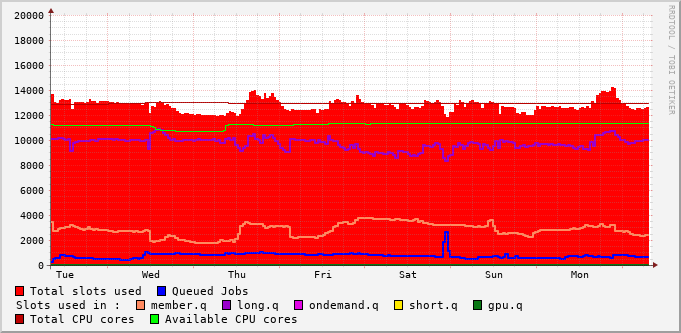 20000
18000
16000
14000
12000
10000
8000
6000
4000
2000
0
Tue Wed Thu Fri Sat Sun Mon
Total slots used Queued Jobs
Slots used in : member.q long.q ondemand.q short.q gpu.q
Total CPU cores Available CPU cores
RRDTOOL / TOBI OETIKER